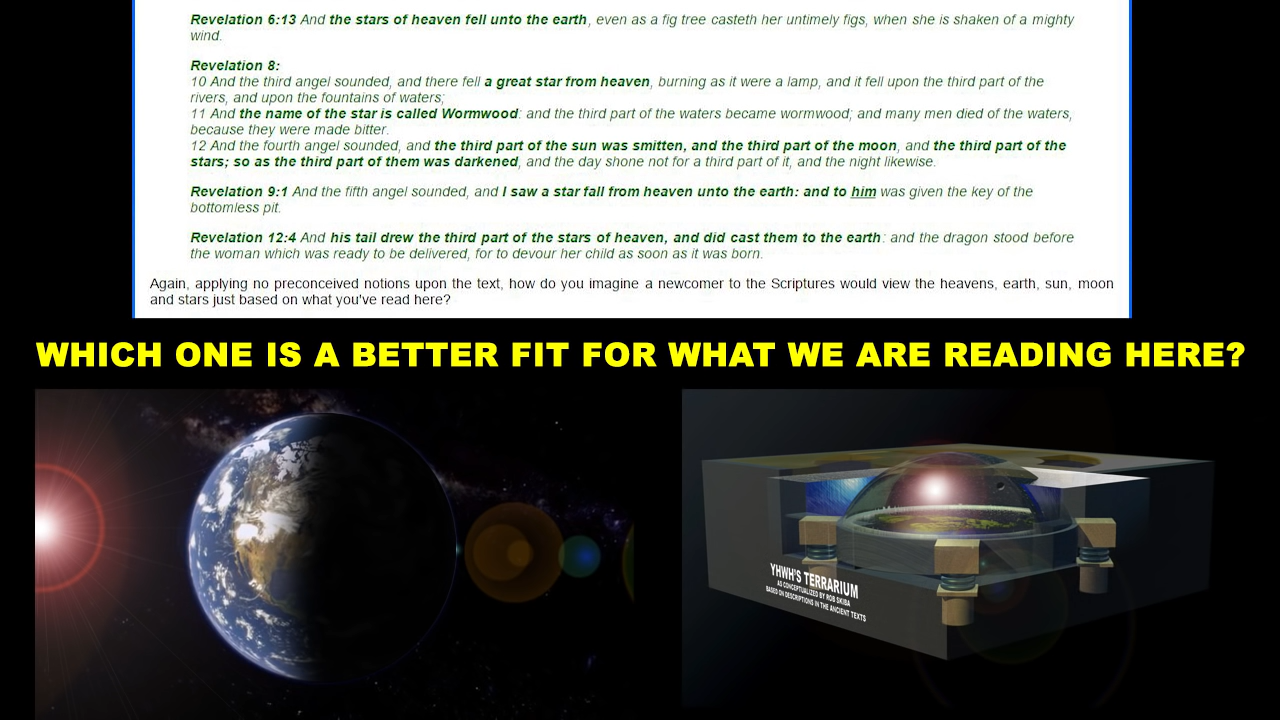 Revelation 6:13 And the stars of heaven fell unto the earth, even as a fig tree casteth her untimely figs, when she is shaken of a mighty
wind.
Revelation 8:
10 And the third angel sounded, and there fell a great star from heaven, burning as it were a lamp, and it fell upon the third part of the
rivers, and upon the fountains of waters;
11 And the name of the star is called Wormwood: and the third part of the waters became wormwood; and many men died of the waters,
because they were made bitter.
12 And the fourth angel sounded, and the third part of the sun was smitten, and the third part of the moon, and the third part of the
stars; so as the third part of them was darkened, and the day shone not for a third part of it, and the night likewise.
Revelation 9:1 And the fifth angel sounded, and I saw a star fall from heaven unto the earth: and to him was given the key of the
bottomless pit.
Revelation 12:4 And his tail drew the third part of the stars of heaven, and did cast them to the earth: and the dragon stood before
the woman which was ready to be delivered, for to devour her child as soon as it was born.
Again, applying no preconceived notions upon the text, how do you imagine a newcomer to the Scriptures would view the heavens, earth, sun, moon
and stars just based on what you've read here?
WHICH ONE IS A BETTER FIT FOR WHAT WE ARE READING HERE?
YHWH'S TERRARIUM
AS CONCEPTUALIZED BY ROB SKIBA
BASED ON DESCRIPTIONS IN THE ANCIENT TEXTS